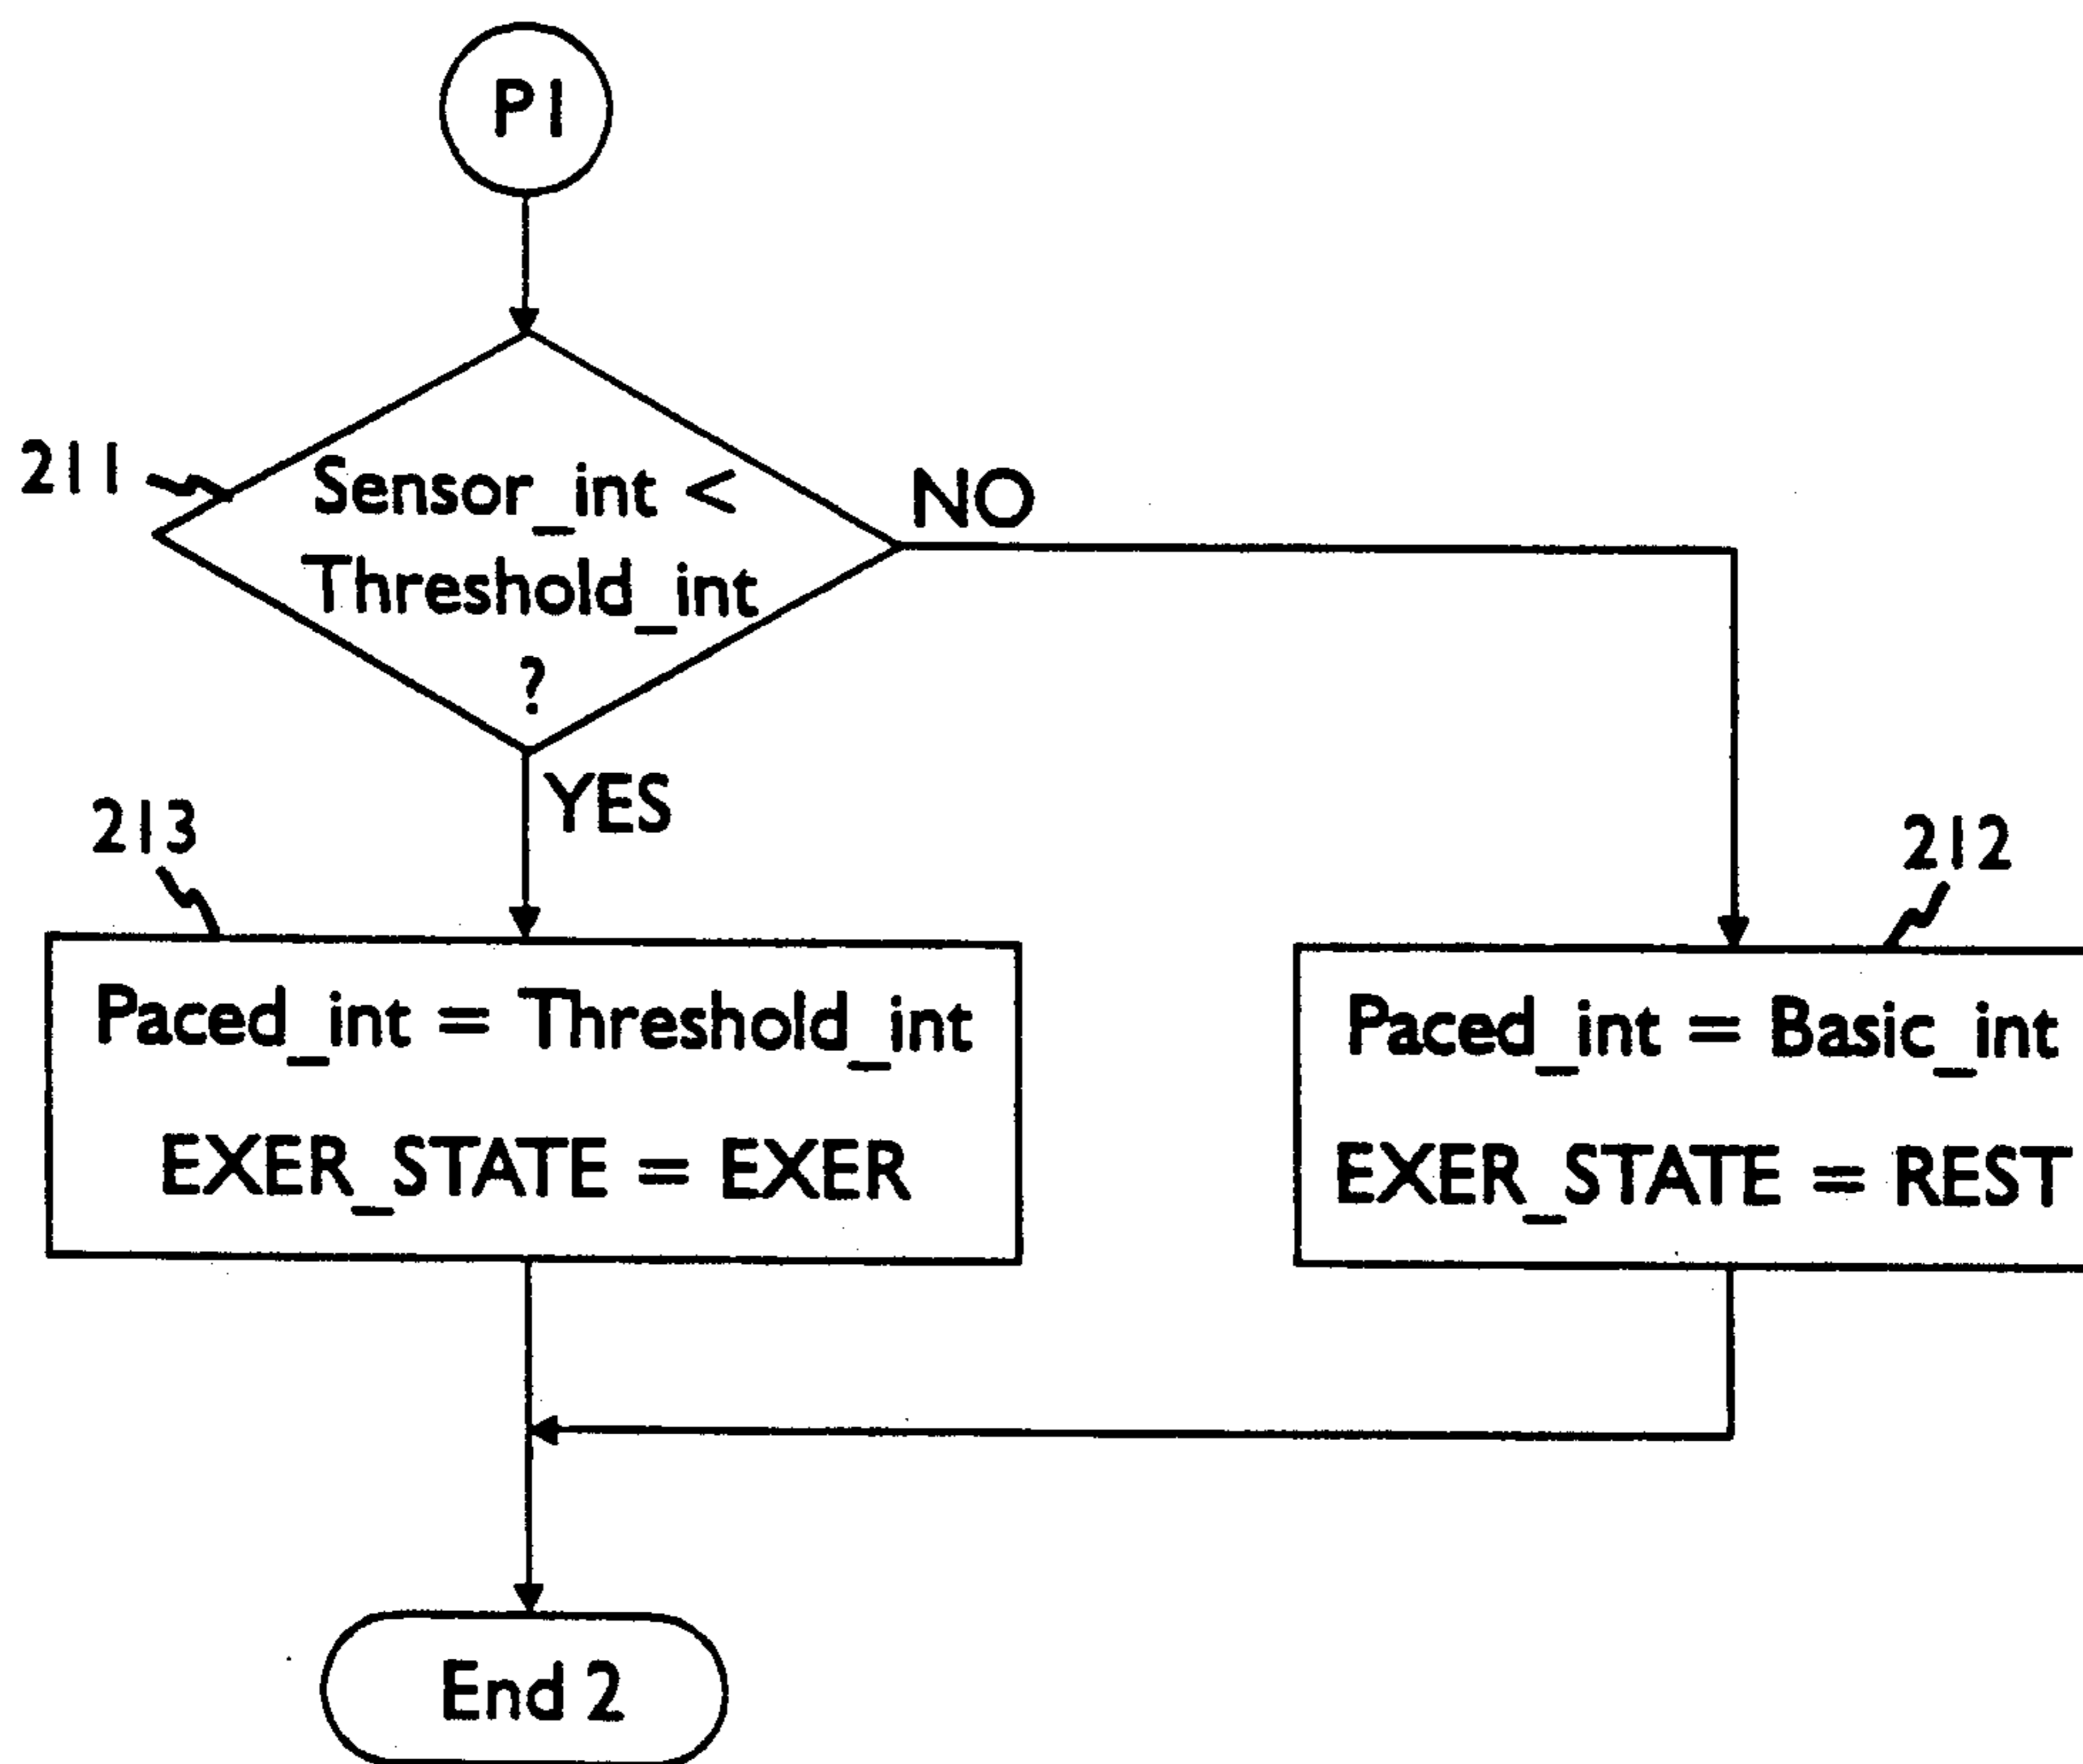 P1
211
Sensor_int <
Threshold_int
?
NO
YES
213
212
Paced_int = Threshold_int
EXER_STATE = EXER
Paced_int = Basic_int
EXER_STATE = REST
End 2